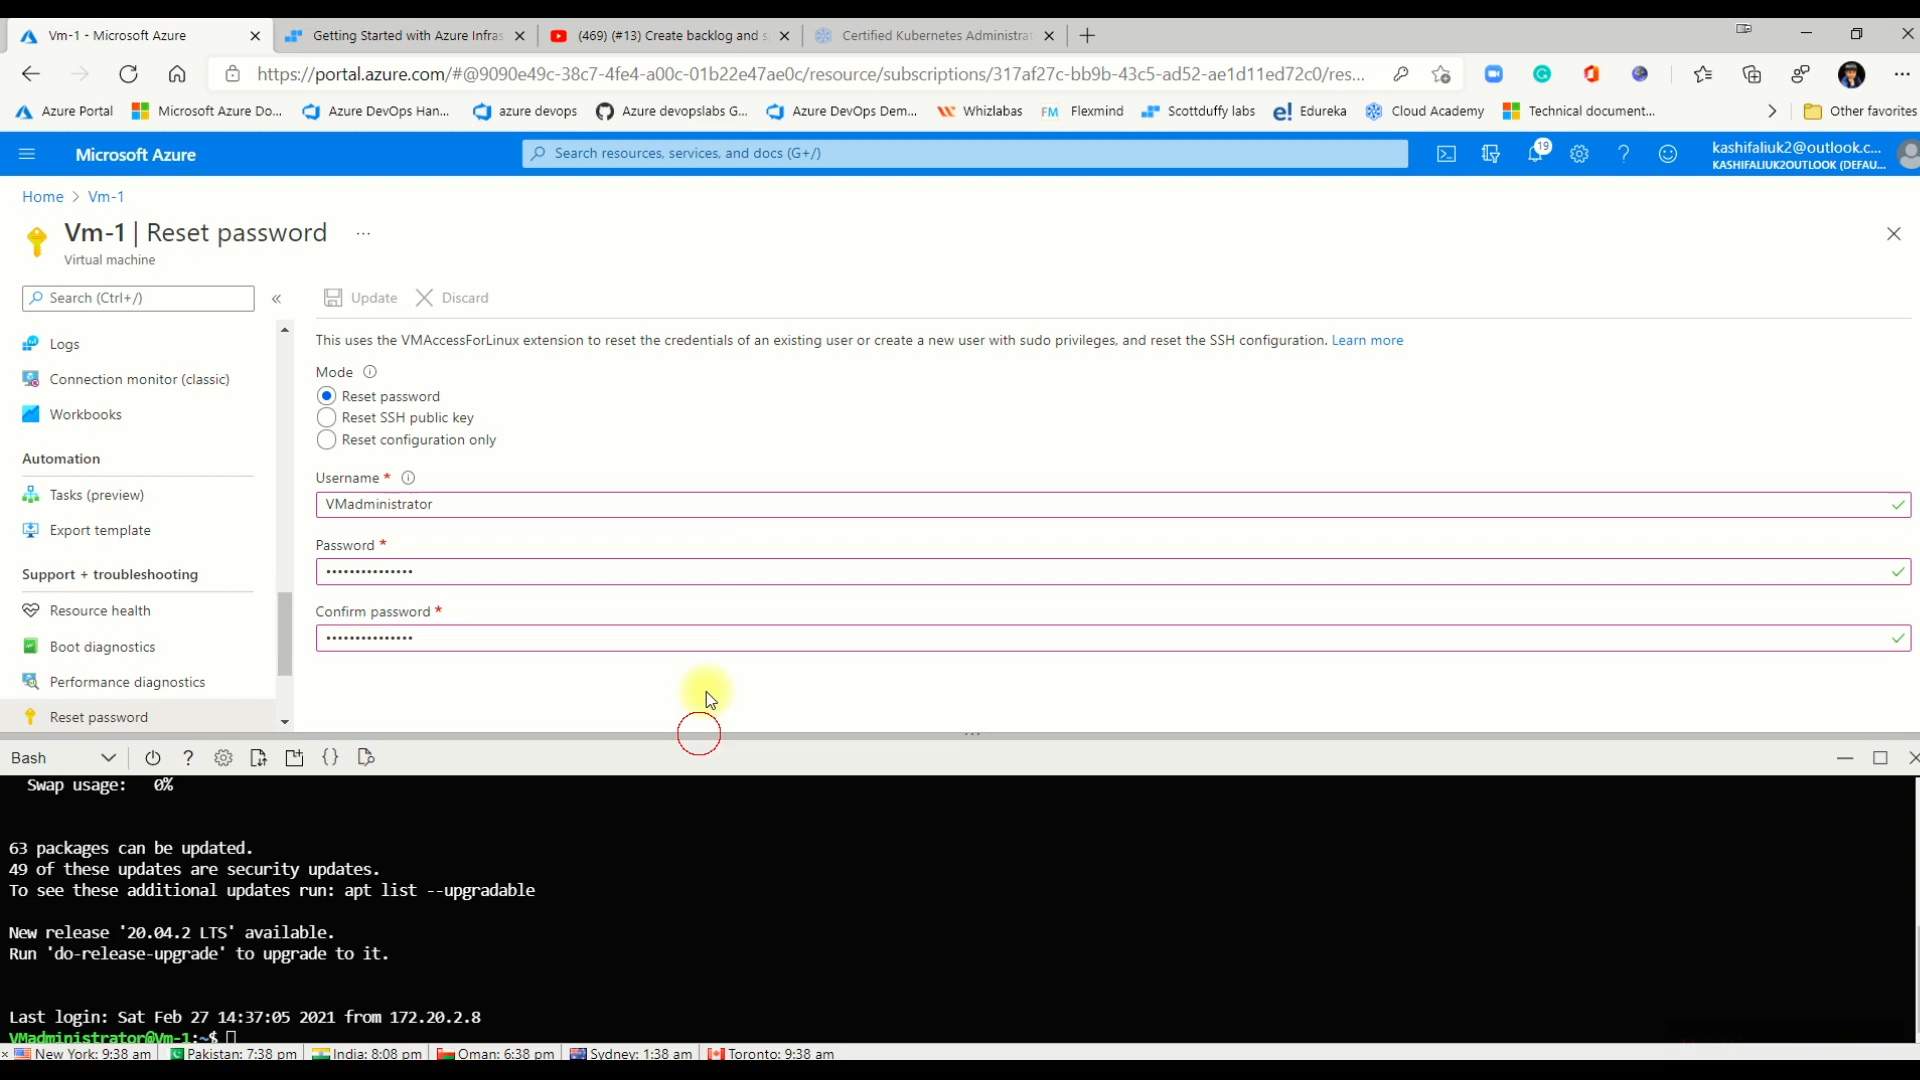 Vm-1 - Microsoft Azure
Getting Started with Azure Infras
(469) (#13) Create backlog and s
Certified Kubernetes Administrat
https://portal.azure.com/#@9090e49c-38c7-4fe4-a00c-01b22e47ae0c/resource/subscriptions/317af27c-bb9b-43c5-ad52-ae1d11ed72c0/res...
Azure Portal
Microsoft Azure Do...
Azure DevOps Han...
azure devops
Azure devopslabs G...
Azure DevOps Dem...
Whizlabas
FM Flexmind
Scottduffy labs
e! Edureka
Cloud Academy
Technical document...
Other favorites
Microsoft Azure
Search resources, services, and docs (G+/)
19
kashifaliuk2@outlook.c...
KASHIFALIUK2OUTLOOK (DEFAU...
Home > Vm-1
Vm-1 | Reset password ...
Virtual machine
Search (Ctrl+/)
«
Update
Discard
Logs
Connection monitor (classic)
Workbooks
Automation
Tasks (preview)
Export template
Support + troubleshooting
Resource health
Boot diagnostics
Performance diagnostics
Reset password
This uses the VMAccessForLinux extension to reset the credentials of an existing user or create a new user with sudo privileges, and reset the SSH configuration. Learn more
Mode
Reset password
Reset SSH public key
Reset configuration only
Username *
VMadministrator
Password *
•••••••••••••••
Confirm password *
•••••••••••••••
Bash
? {}
Swap usage: 0%
63 packages can be updated.
49 of these updates are security updates.
To see these additional updates run: apt list --upgradable
New release '20.04.2 LTS' available.
Run 'do-release-upgrade' to upgrade to it.
Last login: Sat Feb 27 14:37:05 2021 from 172.20.2.8
VMadministrator@Vm-1:~$
New York: 9:38 am
Pakistan: 7:38 pm
India: 8:08 pm
Oman: 6:38 pm
Sydney: 1:38 am
Toronto: 9:38 am